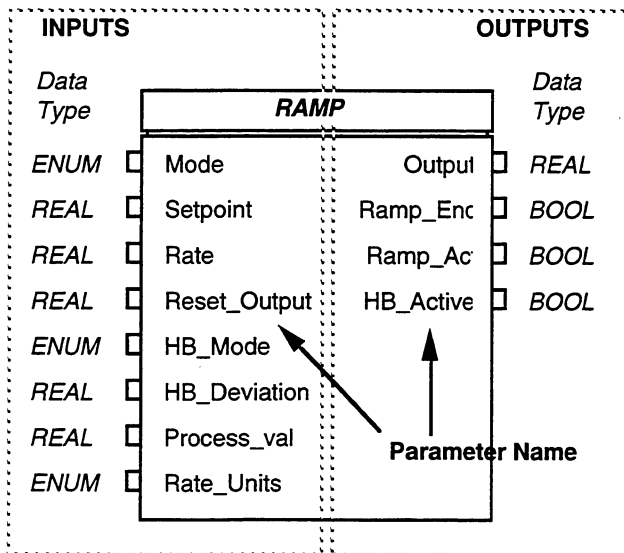 INPUTS OUTPUTS
Data Type Data Type
RAMP
ENUM Mode Output REAL
REAL Setpoint Ramp_Enc BOOL
REAL Rate Ramp_Ac BOOL
REAL Reset_Output HB_Active BOOL
ENUM HB_Mode
REAL HB_Deviation
REAL Process_val
Parameter Name
ENUM Rate_Units